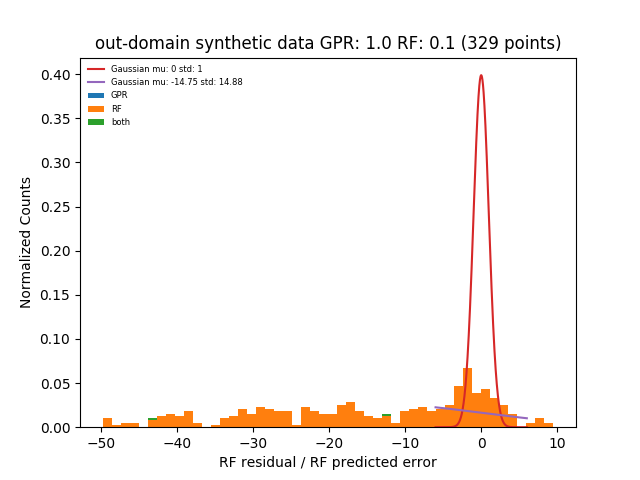 out-domain synthetic data GPR: 1.0 RF: 0.1 (329 points)
Gaussian mu: 0 std: 1
Gaussian mu: -14.75 std: 14.88
GPR
RF
both
Normalized Counts
0.40
0.35
0.30
0.25
0.20
0.15
0.10
0.05
0.00
−50 −40 −30 −20 −10 0 10
RF residual / RF predicted error